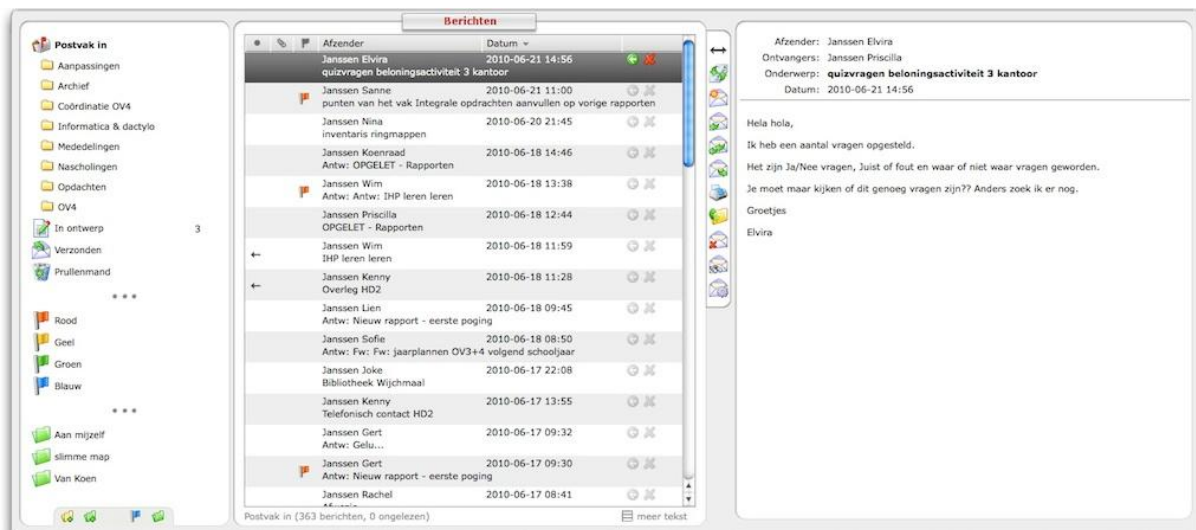 Berichten
Postvak in
Aanpassingen
Archief
Coördinatie OV4
Informatica & dactylo
Mededelingen
Nascholingen
Opdachten
OV4
In ontwerp 3
Verzonden
Prullenmand
Rood
Geel
Groen
Blauw
Aan mijzelf
slimme map
Van Koen
Afzender Datum
Janssen Elvira 2010-06-21 14:56
quizvragen beloningsactiviteit 3 kantoor
Janssen Sanne 2010-06-21 11:00
punten van het vak Integrale opdrachten aanvullen op vorige rapporten
Janssen Nina 2010-06-20 21:45
inventaris ringmappen
Janssen Koenraad 2010-06-18 14:46
Antw: OPGELET - Rapporten
Janssen Wim 2010-06-18 13:38
Antw: Antw: IHP leren leren
Janssen Priscilla 2010-06-18 12:44
OPGELET - Rapporten
Janssen Wim 2010-06-18 11:59
IHP leren leren
Janssen Kenny 2010-06-18 11:28
Overleg HD2
Janssen Lien 2010-06-18 09:45
Antw: Nieuw rapport - eerste poging
Janssen Sofie 2010-06-18 08:50
Antw: Fw: Fw: jaarplannen OV3+4 volgend schooljaar
Janssen Joke 2010-06-17 22:08
Bibliotheek Wijchmaal
Janssen Kenny 2010-06-17 13:55
Telefonisch contact HD2
Janssen Gert 2010-06-17 09:32
Antw: Gelu...
Janssen Gert 2010-06-17 09:30
Antw: Nieuw rapport - eerste poging
Janssen Rachel 2010-06-17 08:41
Postvak in (363 berichten, 0 ongelezen) meer tekst
Afzender: Janssen Elvira
Ontvangers: Janssen Priscilla
Onderwerp: quizvragen beloningsactiviteit 3 kantoor
Datum: 2010-06-21 14:56
Hela hola,
Ik heb een aantal vragen opgesteld.
Het zijn Ja/Nee vragen, Juist of fout en waar of niet waar vragen geworden.
Je moet maar kijken of dit genoeg vragen zijn?? Anders zoek ik er nog.
Groetjes
Elvira